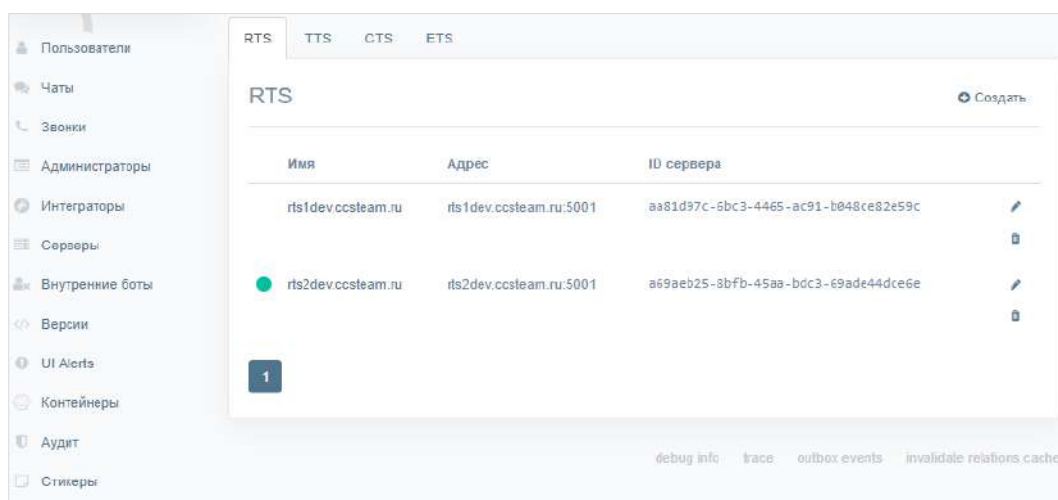 RTS TTS CTS ETS
Пользователи
Чаты
Звонки
Администраторы
Интеграторы
Серверы
Внутренние боты
Версии
UI Alerts
Контейнеры
Аудит
Стикеры
RTS
Создать
Имя Адрес ID сервера
rts1dev.ccsteam.ru rts1dev.ccsteam.ru:5001 aa81d97c-6bc3-4465-ac91-b048ce82e59c
rts2dev.ccsteam.ru rts2dev.ccsteam.ru:5001 a69aeb25-8bfb-45aa-bdc3-69ade44dce6e
1
debug info trace outbox events invalidate relations cache